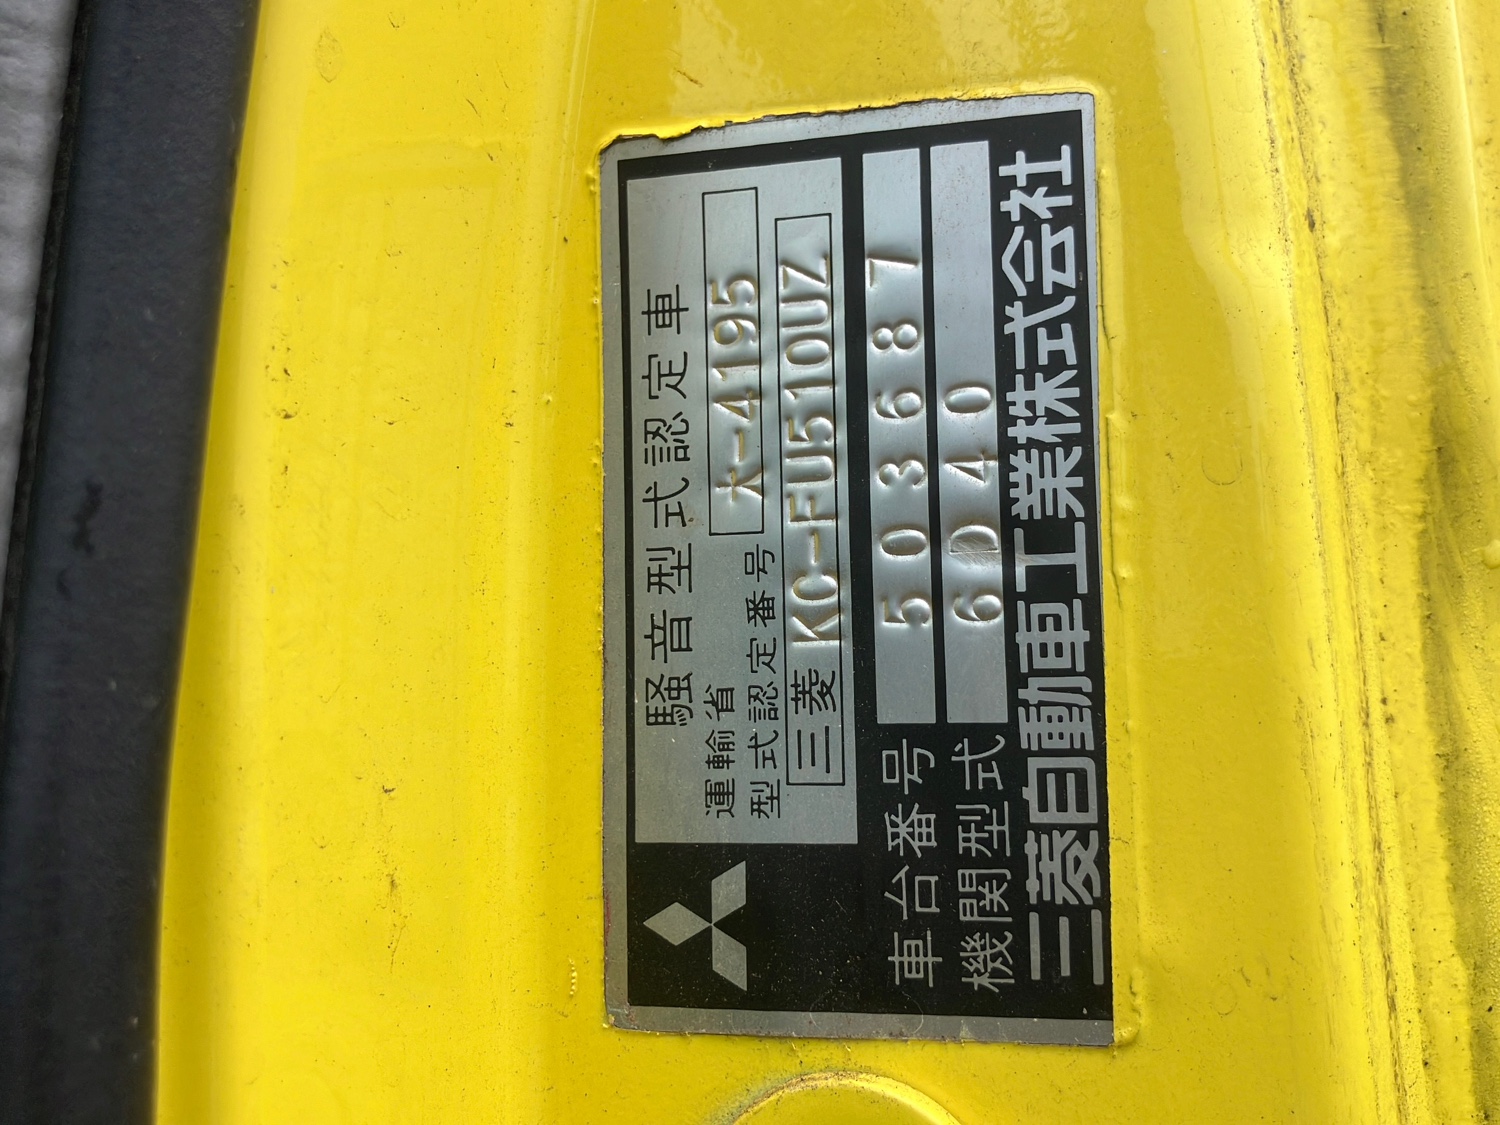 騒音型式認定車
運輸省
型式認定番号 大-4195
三菱 KC-FU510UZ
車台番号 503687
機関型式 6D40
三菱自動車工業株式会社